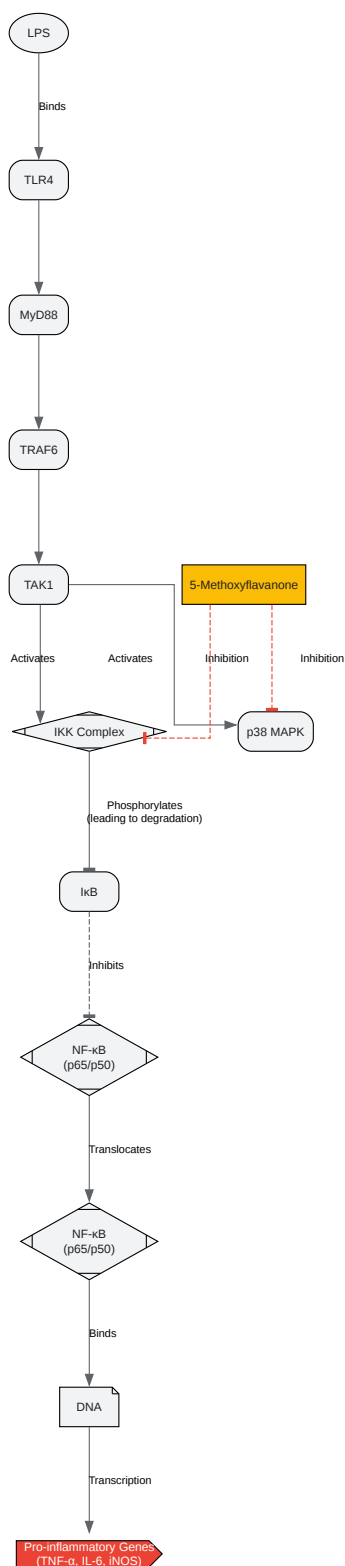 LPS
Binds
TLR4
MyD88
TRAF6
TAK1
5-Methoxyflavanone
Activates
Activates
Inhibition
Inhibition
IKK Complex
p38 MAPK
Phosphorylates
(leading to degradation)
IκB
Inhibits
NF-κB
(p65/p50)
Translocates
NF-κB
(p65/p50)
Binds
DNA
Transcription
Pro-inflammatory Genes
(TNF-α, IL-6, iNOS)